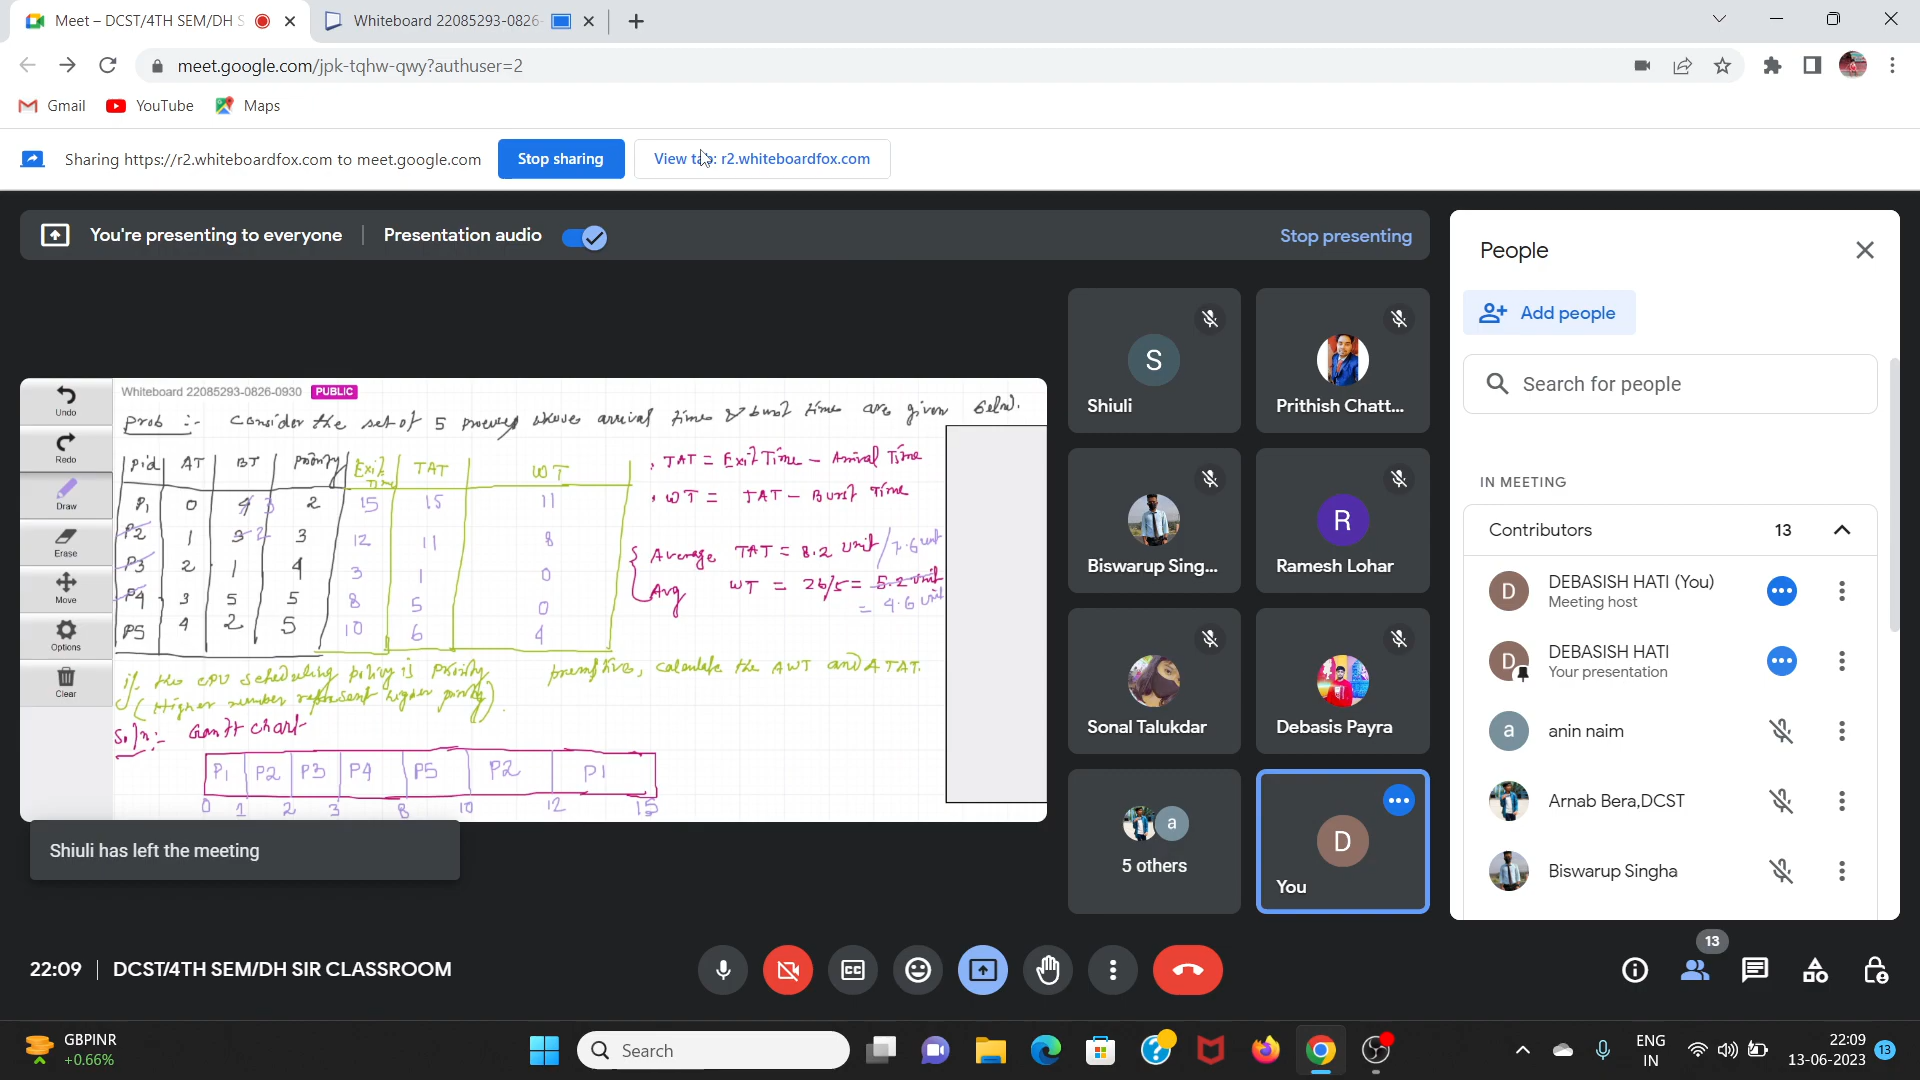 Meet – DCST/4TH SEM/DH S
Whiteboard 22085293-0826-
meet.google.com/jpk-tqhw-qwy?authuser=2
Gmail YouTube Maps
Sharing https://r2.whiteboardfox.com to meet.google.com Stop sharing View tab: r2.whiteboardfox.com
You're presenting to everyone Presentation audio Stop presenting
Undo
Redo
Draw
Erase
Move
Options
Clear
Whiteboard 22085293-0826-0930 PUBLIC
Prob :- Consider the set of 5 arrival time & burst time are given below.
Pid AT BT Priority Exit Time TAT WT
P1 0 4 3 2 15 15 11
P2 1 3 2 3 12 11 8
P3 2 1 4 3 1 0
P4 3 5 5 8 5 0
P5 4 2 5 10 6 4
. TAT = Exit Time - Arrival Time
. WT = TAT - Burst Time
Average TAT = 8.2 unit / 7.6 unit
Avg WT = 26/5 = 5.2 unit
= 4.6 unit
if the CPU scheduling policy is priority premptive, calculate the AWT and ATAT.
(Higher number represent higher priority).
Soln:- Gantt chart
P1 P2 P3 P4 P5 P2 P1
0 1 2 3 8 10 12 15
Shiuli has left the meeting
S
Shiuli
Prithish Chatt...
Biswarup Sing...
R
Ramesh Lohar
Sonal Talukdar
Debasis Payra
a
5 others
D
You
People
Add people
Search for people
IN MEETING
Contributors 13
D
DEBASISH HATI (You)
Meeting host
D
DEBASISH HATI
Your presentation
a
anin naim
Arnab Bera,DCST
Biswarup Singha
22:09 DCST/4TH SEM/DH SIR CLASSROOM
13
GBPINR
+0.66%
Search
ENG
IN
22:09
13-06-2023
13